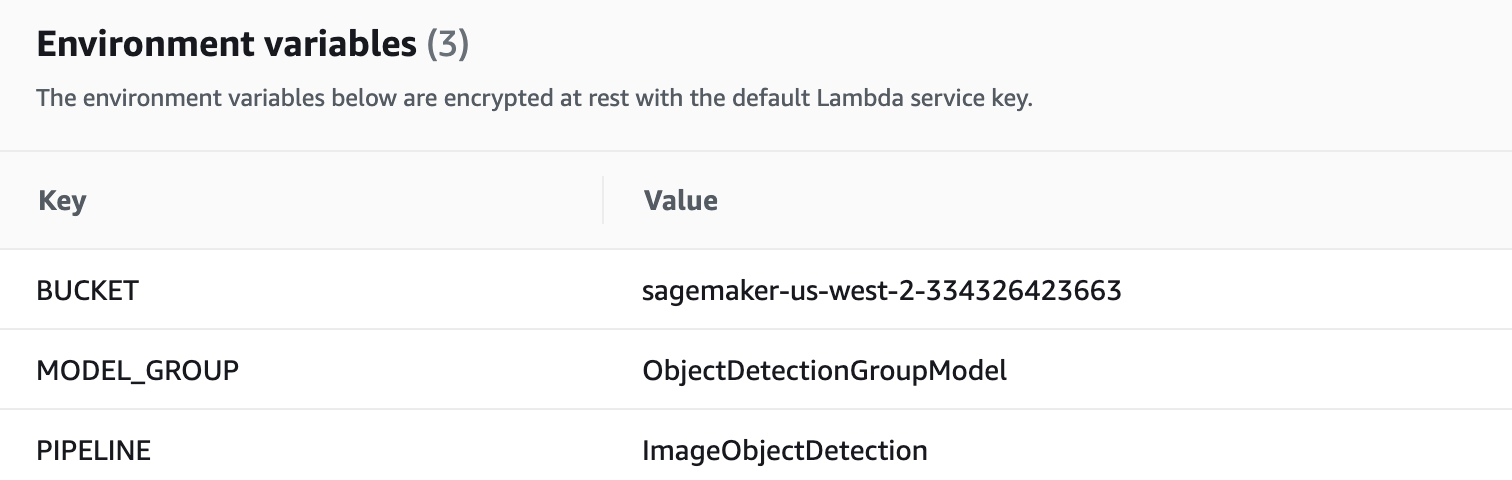 Environment variables (3)
The environment variables below are encrypted at rest with the default Lambda service key.
Key Value
BUCKET sagemaker-us-west-2-334326423663
MODEL_GROUP ObjectDetectionGroupModel
PIPELINE ImageObjectDetection